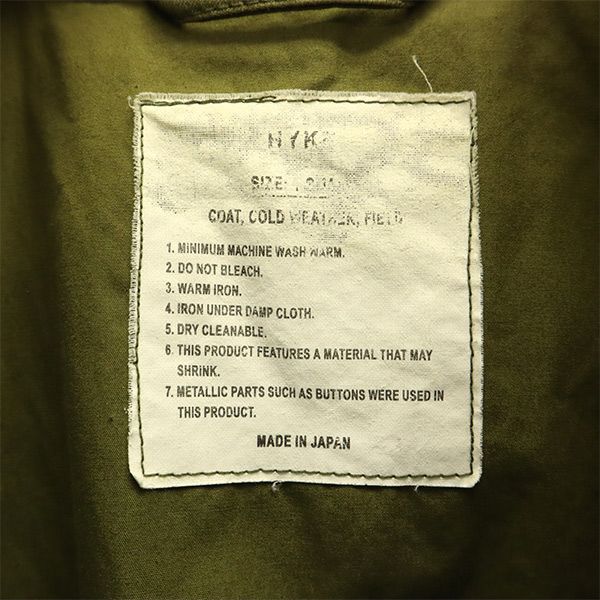 HYKE
SIZE:
COAT, COLD WEATHER, FIELD
1. MINIMUM MACHINE WASH WARM.
2. DO NOT BLEACH.
3. WARM IRON.
4. IRON UNDER DAMP CLOTH.
5. DRY CLEANABLE.
6. THIS PRODUCT FEATURES A MATERIAL THAT MAY
SHRINK.
7. METALLIC PARTS SUCH AS BUTTONS WERE USED IN
THIS PRODUCT.
MADE IN JAPAN